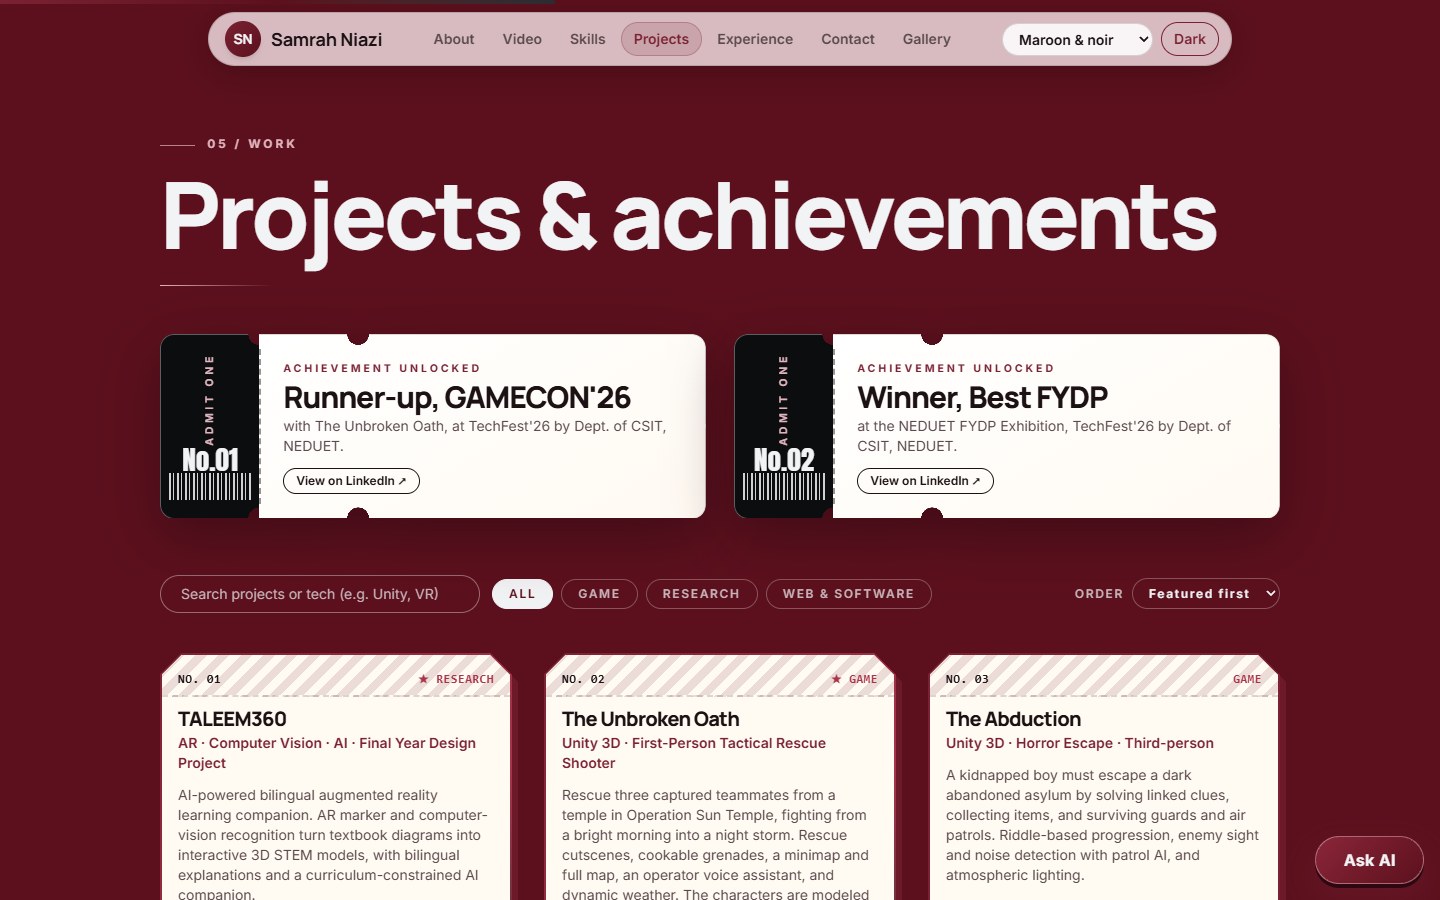 SN Samrah Niazi About Video Skills Projects Experience Contact Gallery Maroon & noir Dark
05 / WORK
Projects & achievements
ADMIT ONE
No.01
ACHIEVEMENT UNLOCKED
Runner-up, GAMECON'26
with The Unbroken Oath, at TechFest'26 by Dept. of CSIT,
NEDUET.
View on LinkedIn ↗
ADMIT ONE
No.02
ACHIEVEMENT UNLOCKED
Winner, Best FYDP
at the NEDUET FYDP Exhibition, TechFest'26 by Dept. of
CSIT, NEDUET.
View on LinkedIn ↗
Search projects or tech (e.g. Unity, VR) ALL GAME RESEARCH WEB & SOFTWARE ORDER Featured first
NO. 01 ★ RESEARCH
TALEEM360
AR · Computer Vision · AI · Final Year Design
Project
AI-powered bilingual augmented reality
learning companion. AR marker and computer-
vision recognition turn textbook diagrams into
interactive 3D STEM models, with bilingual
explanations and a curriculum-constrained AI
companion.
NO. 02 ★ GAME
The Unbroken Oath
Unity 3D · First-Person Tactical Rescue
Shooter
Rescue three captured teammates from a
temple in Operation Sun Temple, fighting from
a bright morning into a night storm. Rescue
cutscenes, cookable grenades, a minimap and
full map, an operator voice assistant, and
dynamic weather. The characters are modeled
NO. 03 GAME
The Abduction
Unity 3D · Horror Escape · Third-person
A kidnapped boy must escape a dark
abandoned asylum by solving linked clues,
collecting items, and surviving guards and air
patrols. Riddle-based progression, enemy sight
and noise detection with patrol AI, and
atmospheric lighting.
Ask AI